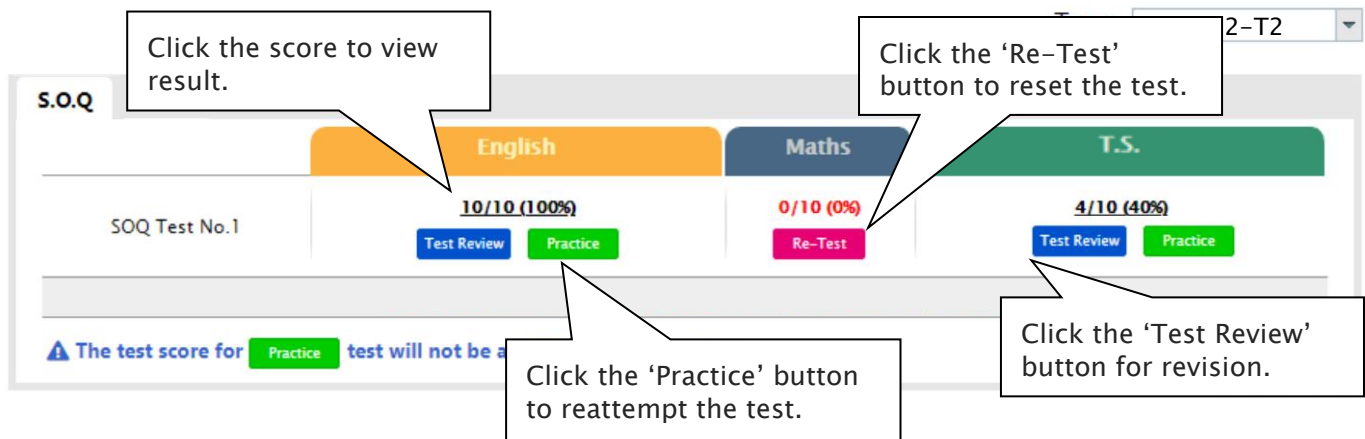 2-T2
Click the score to view
result.
Click the ‘Re-Test’
button to reset the test.
S.O.Q
English
Maths
T.S.
SOQ Test No.1
10/10 (100%)
0/10 (0%)
4/10 (40%)
Test Review
Practice
Re-Test
Test Review
Practice
The test score for Practice test will not be
Click the ‘Practice’ button
to reattempt the test.
Click the ‘Test Review’
button for revision.